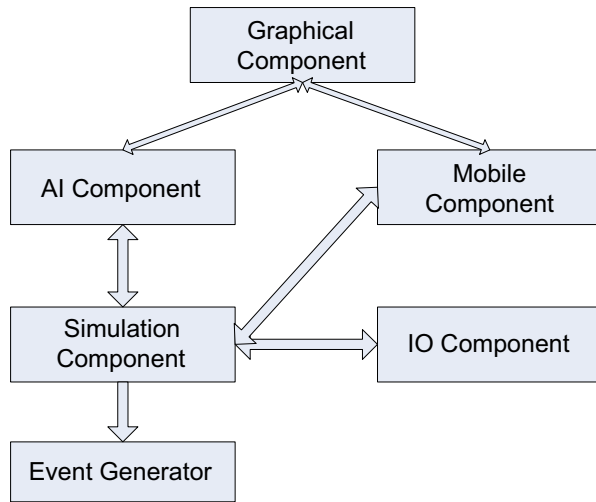 Graphical
Component
AI Component
Mobile
Component
Simulation
Component
IO Component
Event Generator